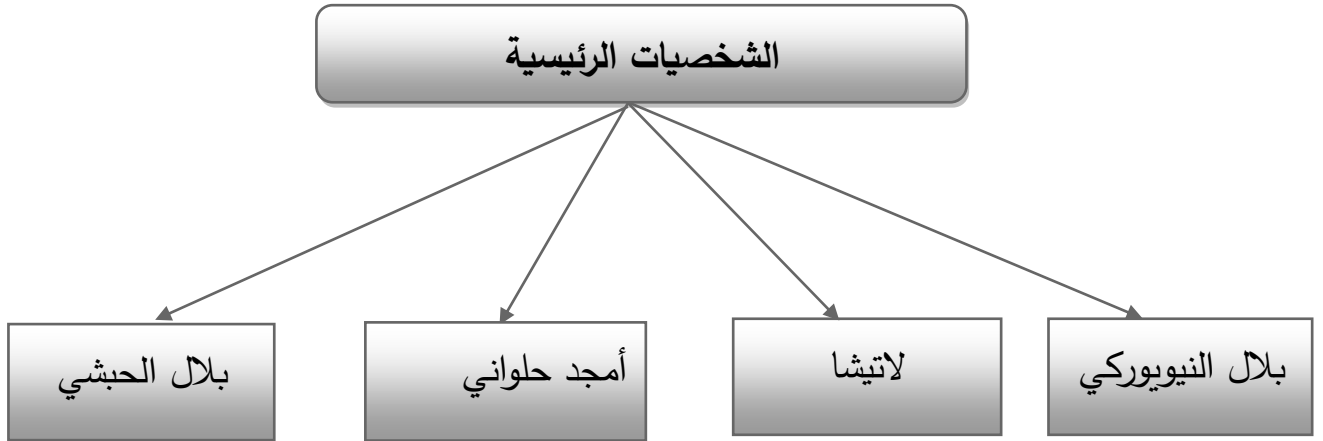 الشخصيات الرئيسية
بلال النيويوركي
لاتيشا
أمجد حلواني
بلال الحبشي